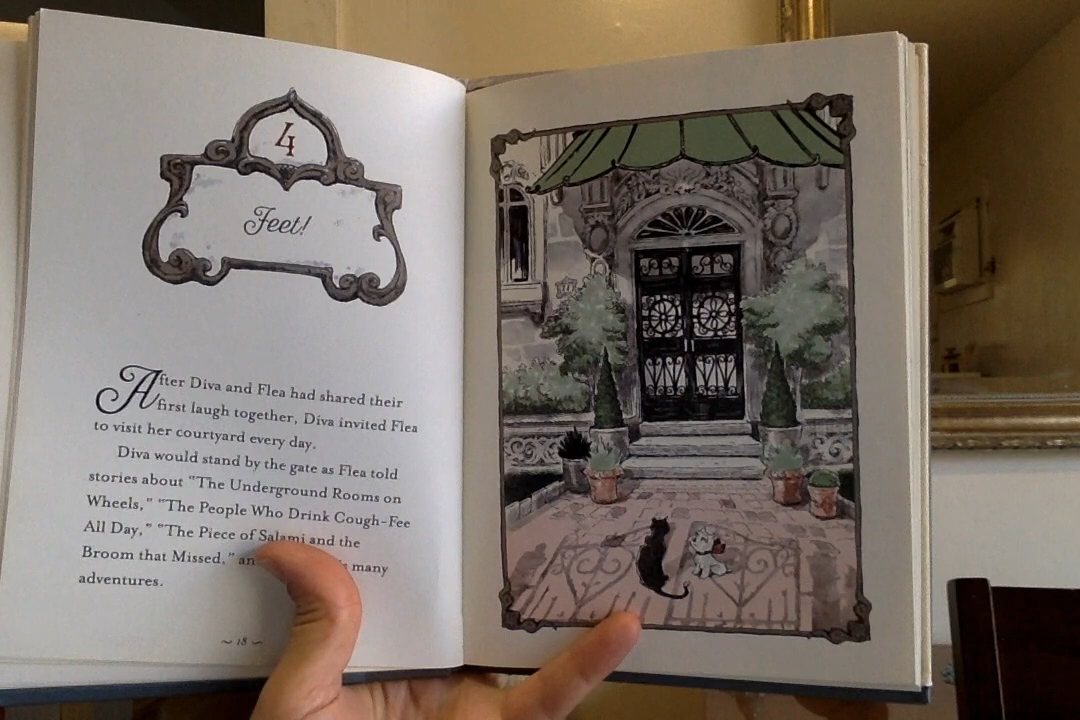 4
Feet!
After Diva and Flea had shared their
first laugh together, Diva invited Flea
to visit her courtyard every day.
Diva would stand by the gate as Flea told
stories about "The Underground Rooms on
Wheels," "The People Who Drink Cough-Fee
All Day," "The Piece of Salami and the
Broom that Missed," many
adventures.
~ 18 ~